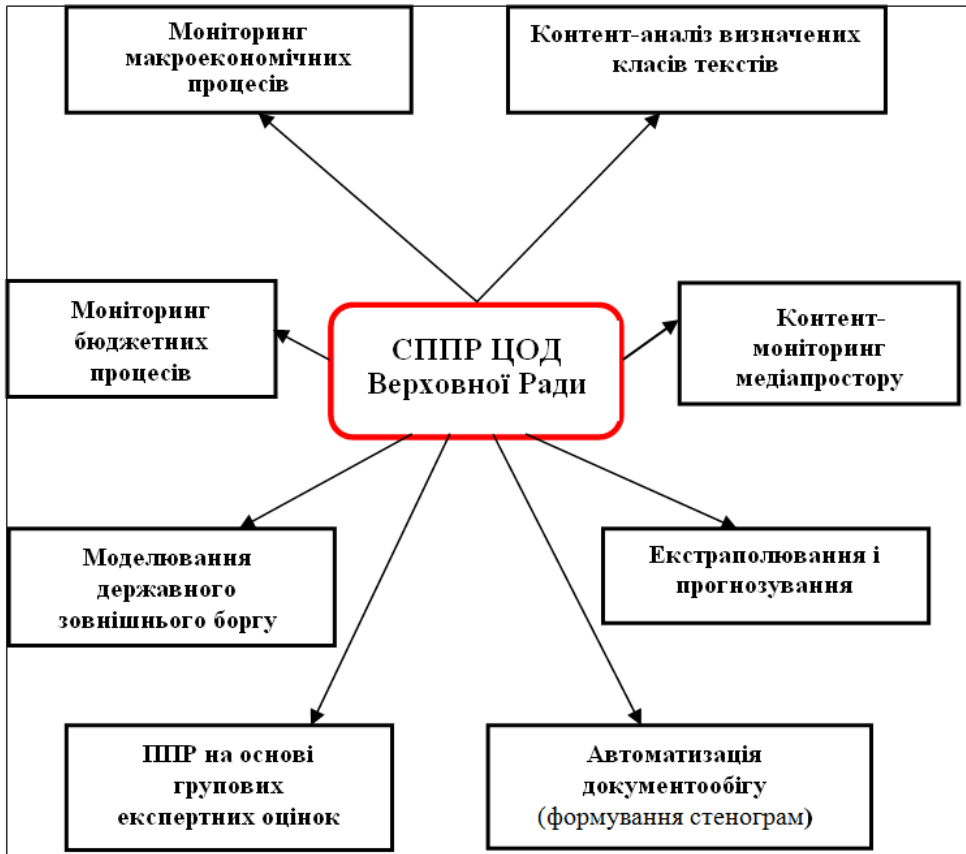 Моніторинг
макроекономічних
процесів
Контент-аналіз визначених
класів текстів
Моніторинг
бюджетних
процесів
СППР ЦОД
Верховної Ради
Контент-
моніторинг
медіапростору
Моделювання
державного
зовнішнього боргу
Екстраполювання і
прогнозування
ППР на основі
групових
експертних оцінок
Автоматизація
документообігу
(формування стенограм)